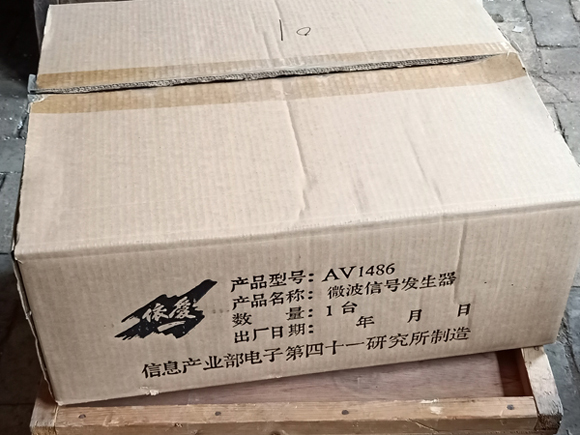 10
依爱
产品型号：AV1486
产品名称：微波信号发生器
数 量：1台
出厂日期： 年 月 日
信息产业部电子第四十一研究所制造